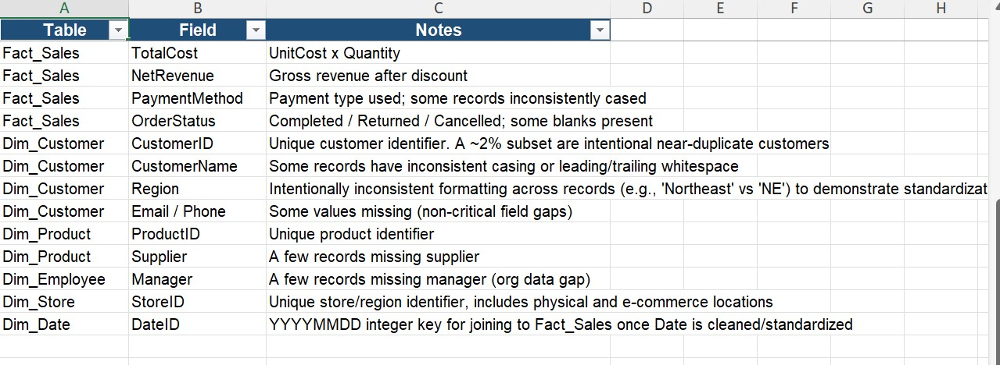 A B C D E F G H
Table Field Notes
Fact_Sales TotalCost UnitCost x Quantity
Fact_Sales NetRevenue Gross revenue after discount
Fact_Sales PaymentMethod Payment type used; some records inconsistently cased
Fact_Sales OrderStatus Completed / Returned / Cancelled; some blanks present
Dim_Customer CustomerID Unique customer identifier. A ~2% subset are intentional near-duplicate customers
Dim_Customer CustomerName Some records have inconsistent casing or leading/trailing whitespace
Dim_Customer Region Intentionally inconsistent formatting across records (e.g., 'Northeast' vs 'NE') to demonstrate standardizat
Dim_Customer Email / Phone Some values missing (non-critical field gaps)
Dim_Product ProductID Unique product identifier
Dim_Product Supplier A few records missing supplier
Dim_Employee Manager A few records missing manager (org data gap)
Dim_Store StoreID Unique store/region identifier, includes physical and e-commerce locations
Dim_Date DateID YYYYMMDD integer key for joining to Fact_Sales once Date is cleaned/standardized